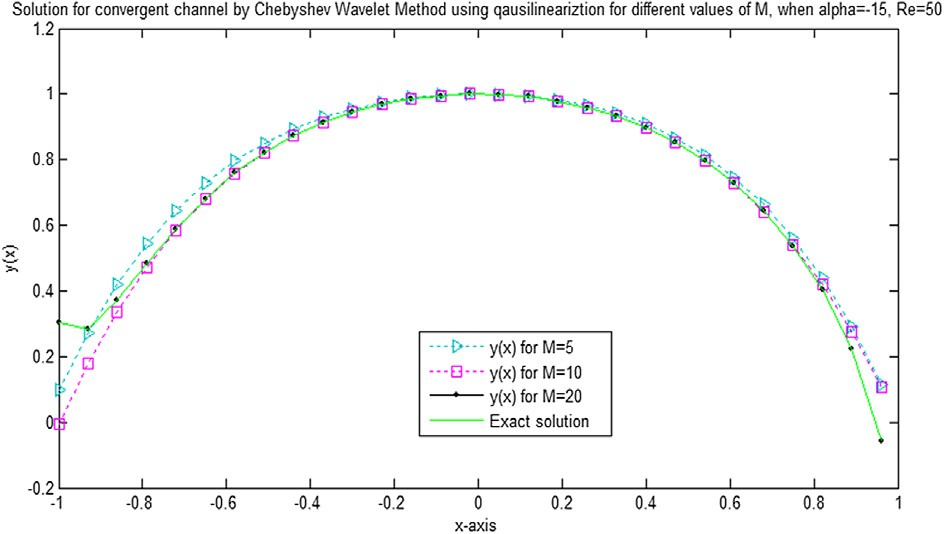 Solution for convergent channel by Chebyshev Wavelet Method using qausilineariztion for different values of M, when alpha=-15, Re=50
1.2
1
0.8
0.6
0.4
0.2
0
-0.2
y(x)
y(x) for M=5
y(x) for M=10
y(x) for M=20
Exact solution
-1 -0.8 -0.6 -0.4 -0.2 0 0.2 0.4 0.6 0.8 1
x-axis